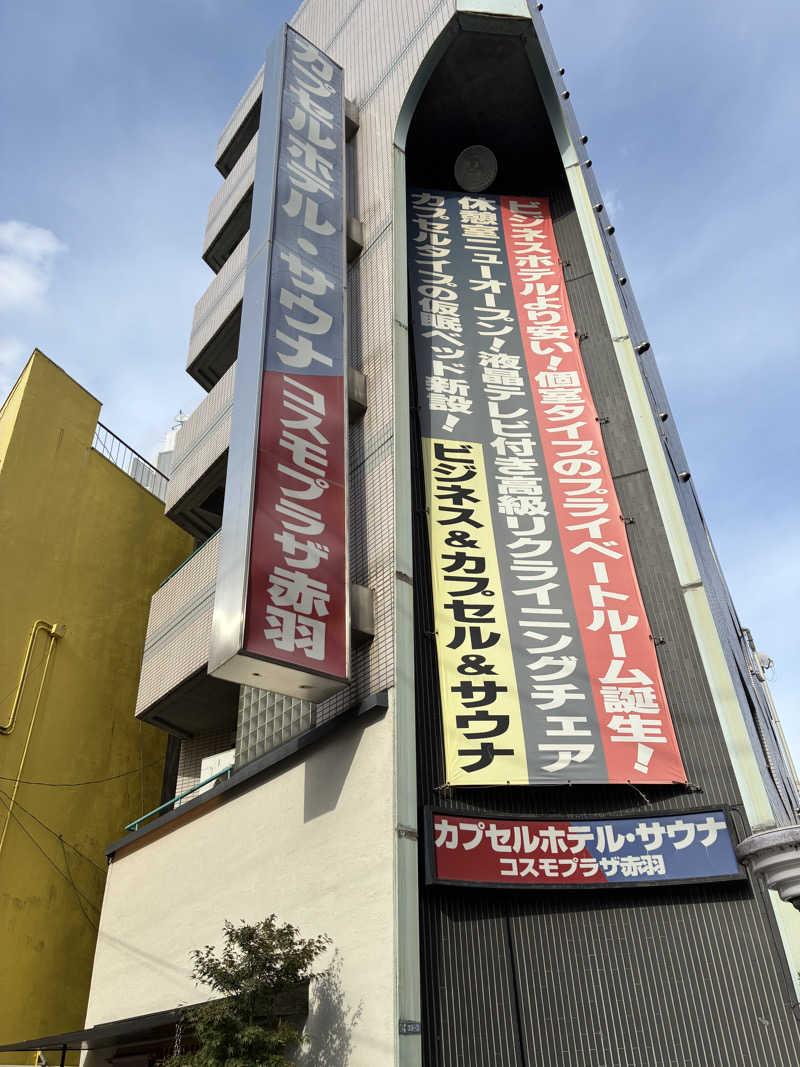 カプセルホテル・サウナ
コスモプラザ赤羽
ビジネスホテルより安い！個室タイプのプライベートルーム誕生！
休憩室ニューオープン！液晶テレビ付き高級リクライニングチェア
カプセルタイプの仮眠ベッド新設！
ビジネス&カプセル&サウナ
カプセルホテル・サウナ
コスモプラザ赤羽